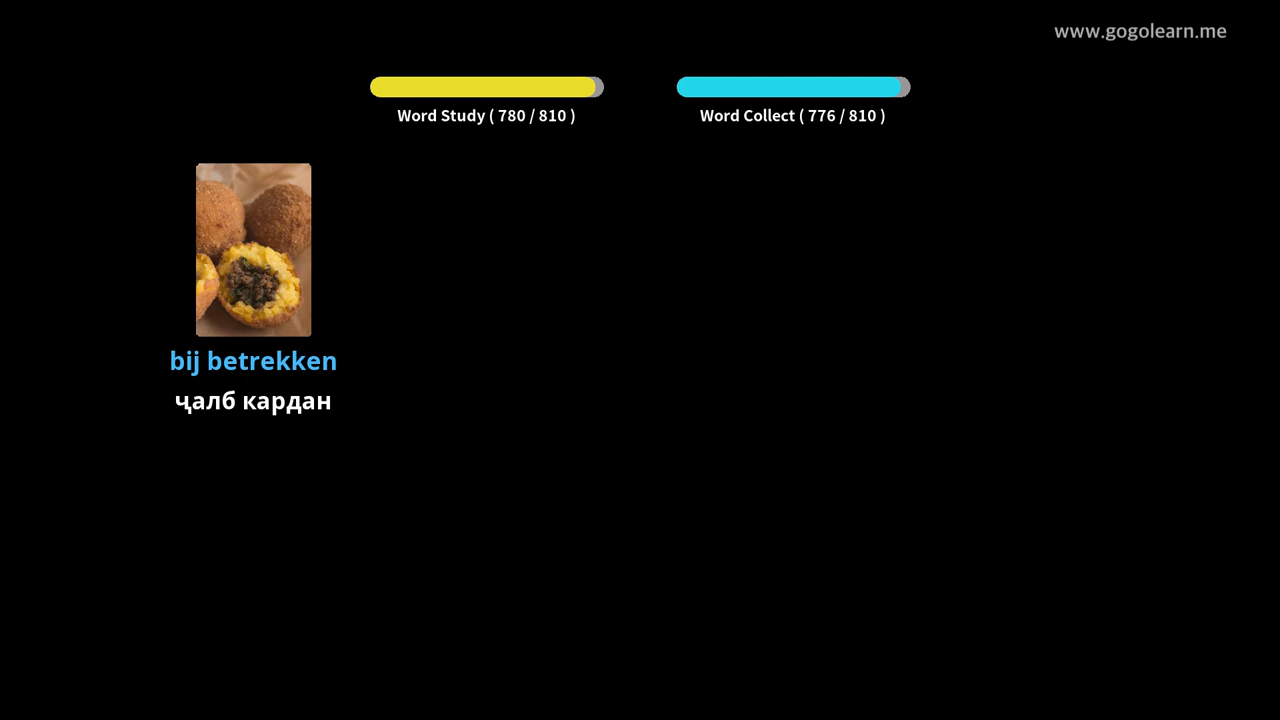 www.gogolearn.me
Word Study ( 780 / 810 )
Word Collect ( 776 / 810 )
bij betrekken
ҷалб кардан